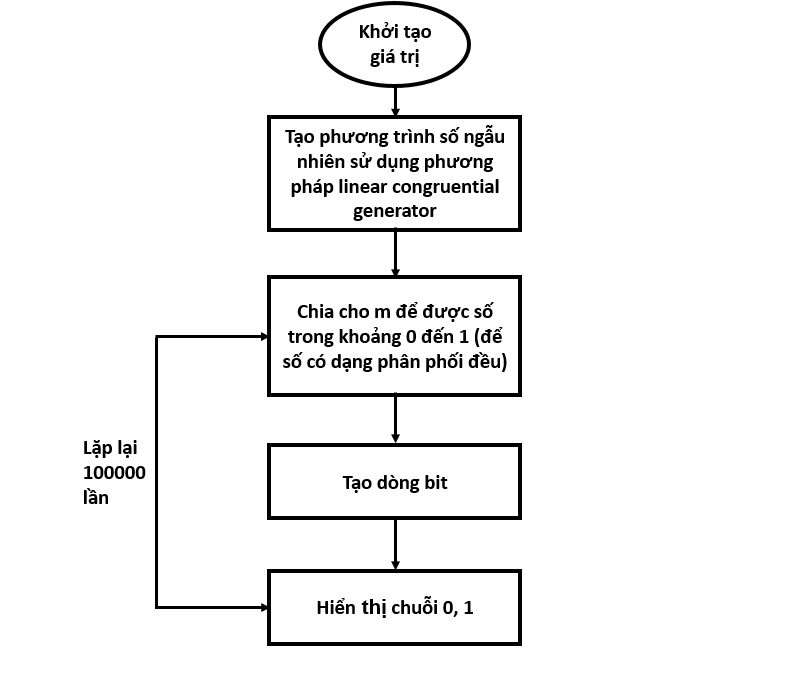 Khởi tạo
giá trị
Tạo phương trình số ngẫu
nhiên sử dụng phương
pháp linear congruential
generator
Chia cho m để được số
trong khoảng 0 đến 1 (để
số có dạng phân phối đều)
Lặp lại
100000
lần
Tạo dòng bit
Hiển thị chuỗi 0, 1